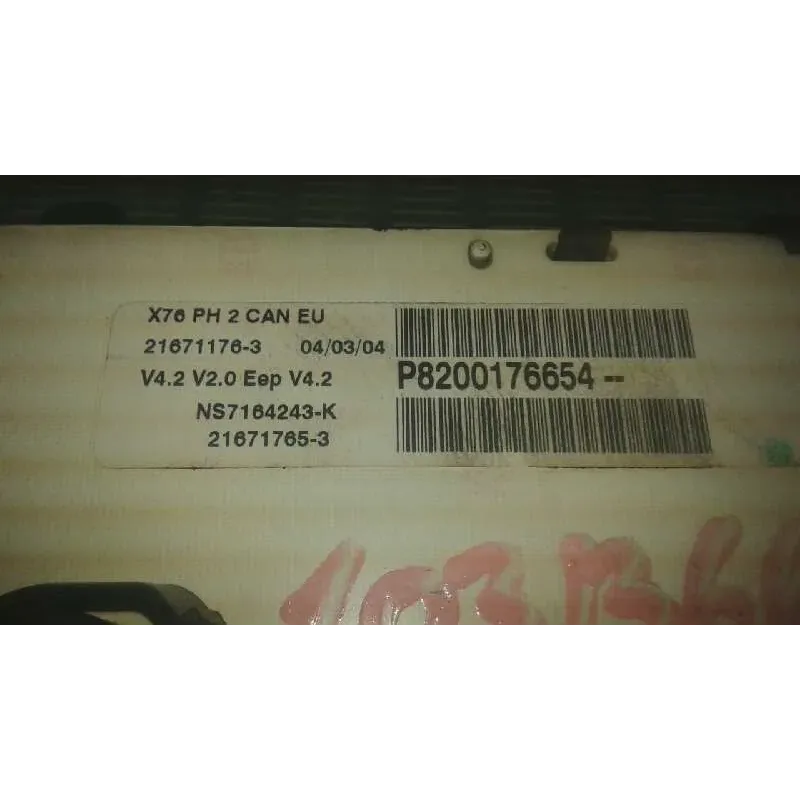 X76 PH 2 CAN EU
21671176-3 04/03/04
V4.2 V2.0 Eep V4.2
P8200176654--
NS7164243-K
21671765-3